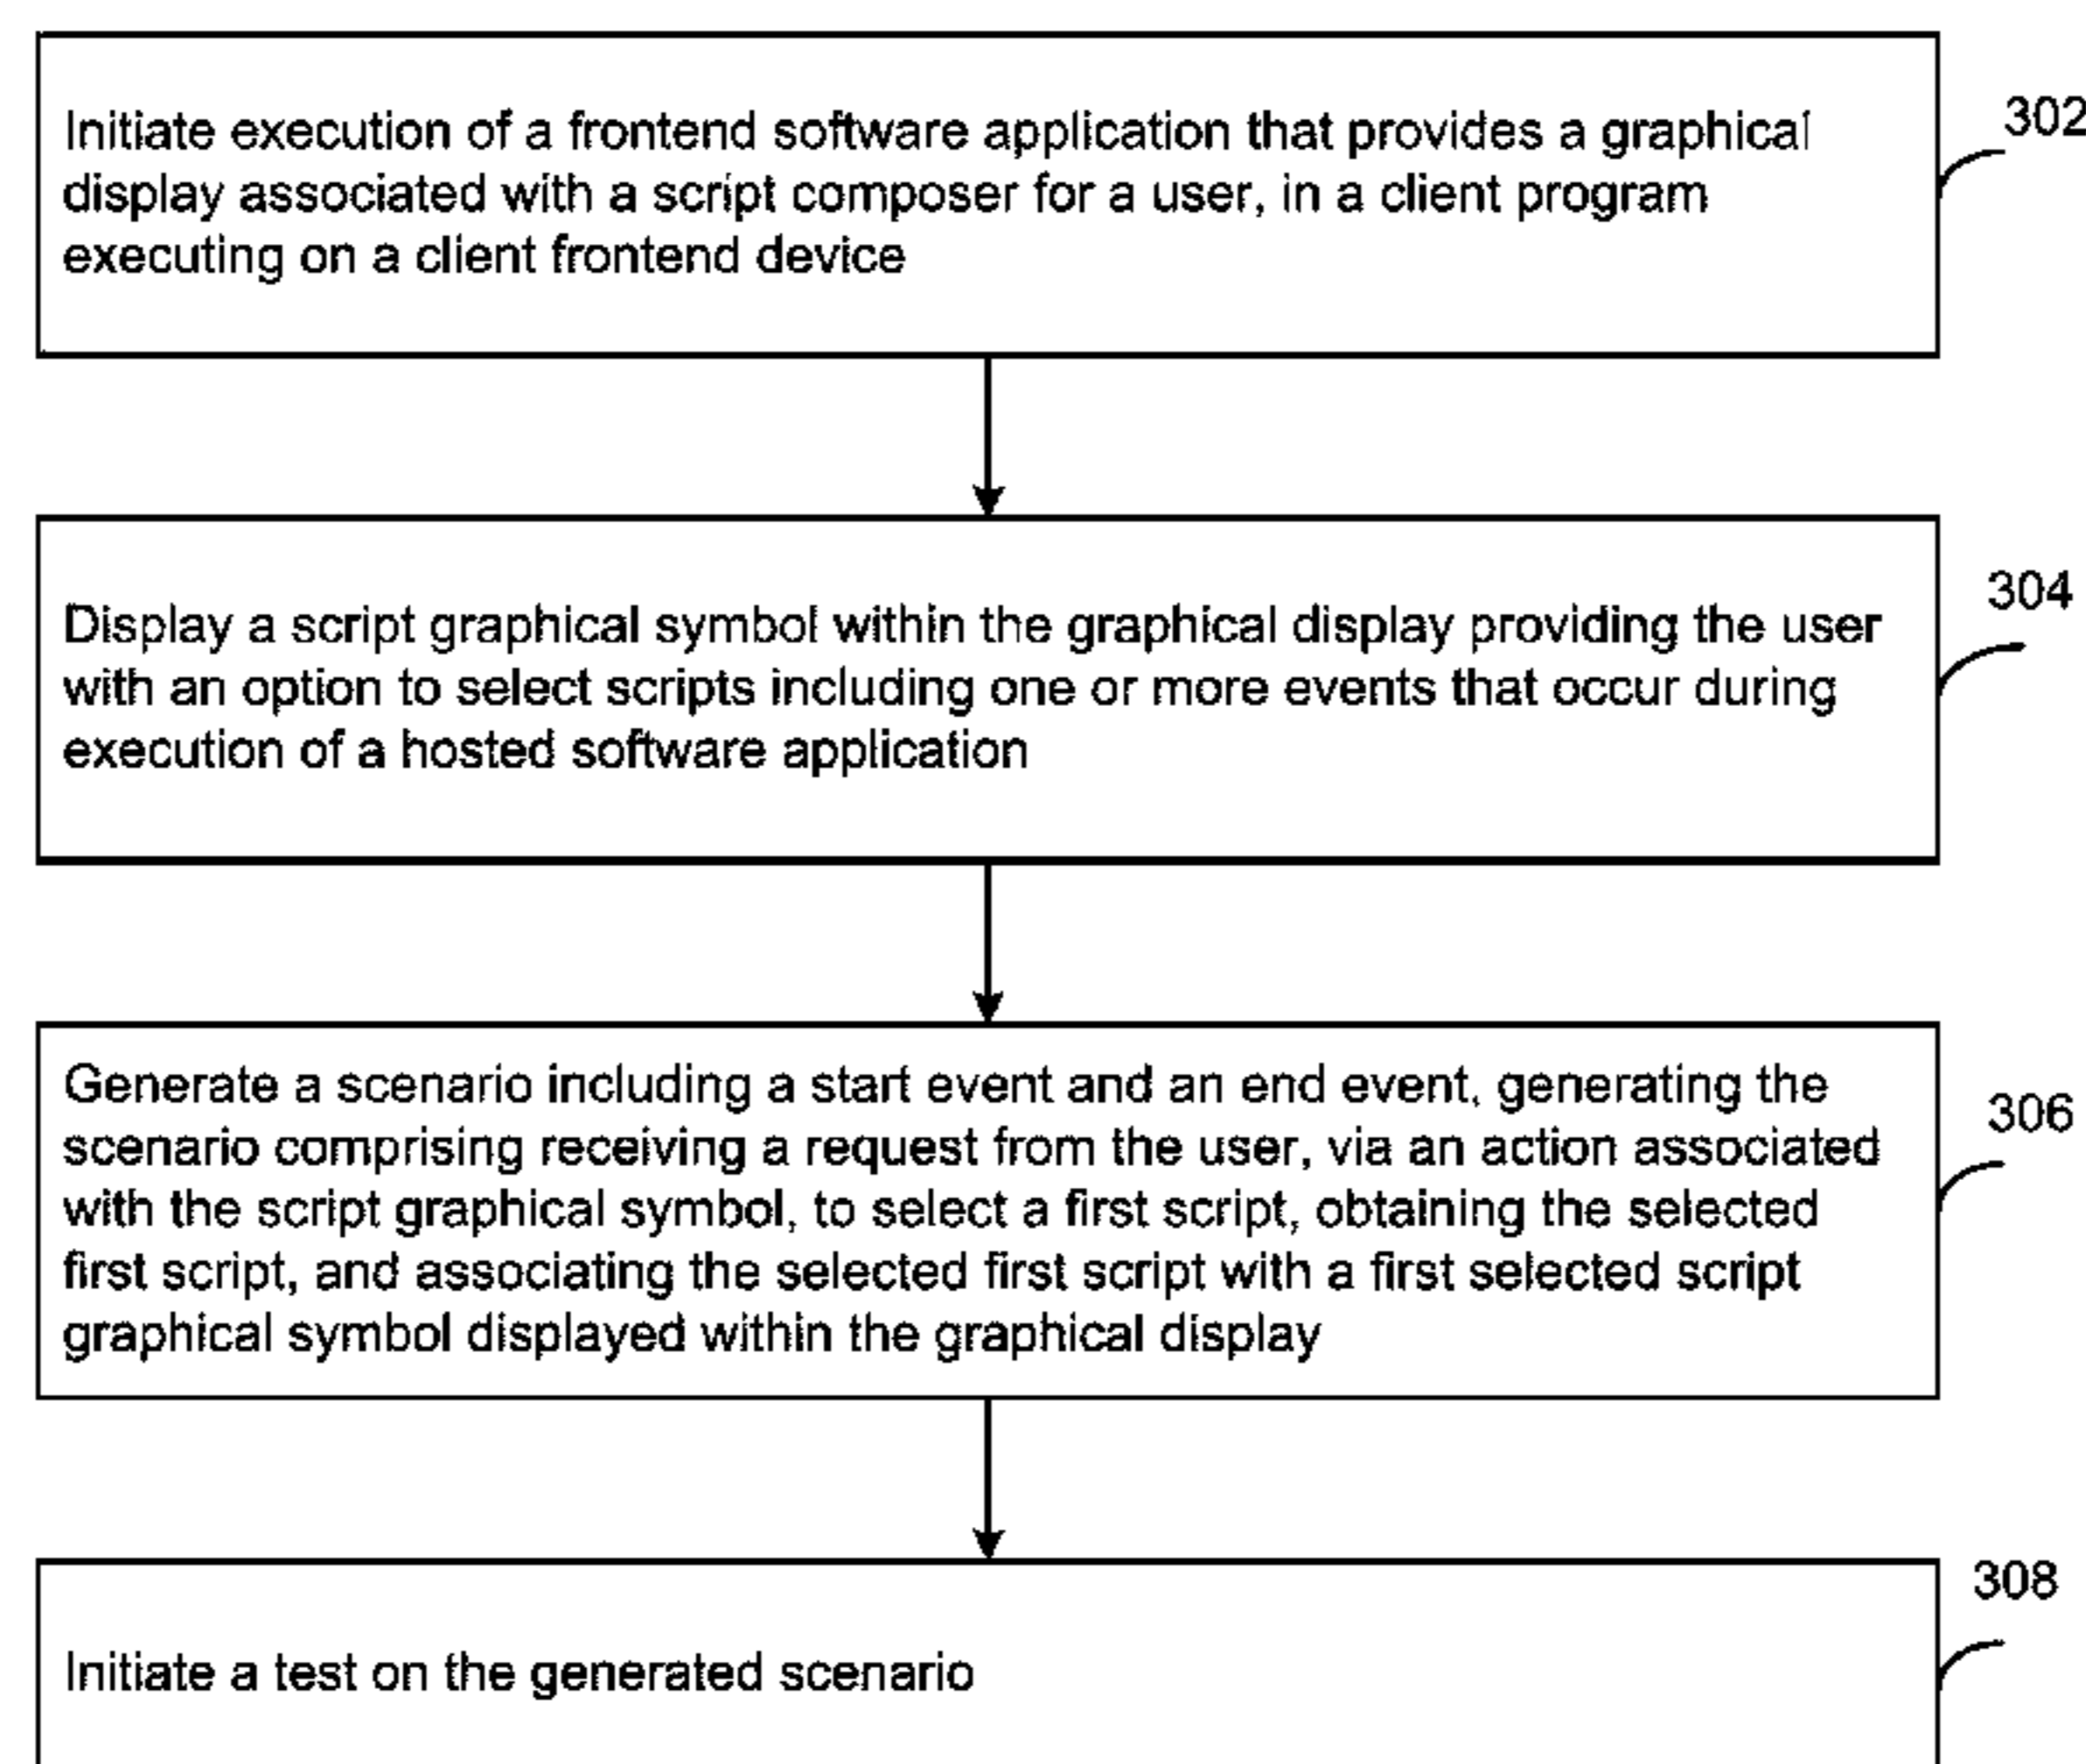 Initiate execution of a frontend software application that provides a graphical
302
display associated with a script composer for a user, in a client program
executing on a client frontend device
304
Display a script graphical symbol within the graphical display providing the user
with an option to select scripts including one or more events that occur during
execution of a hosted software application
Generate a scenario including a start event and an end event, generating the
306
scenario comprising receiving a request from the user, via an action associated
with the script graphical symbol, to select a first script, obtaining the selected
first script, and associating the selected first script with a first selected script
graphical symbol displayed within the graphical display
308
Initiate a test on the generated scenario